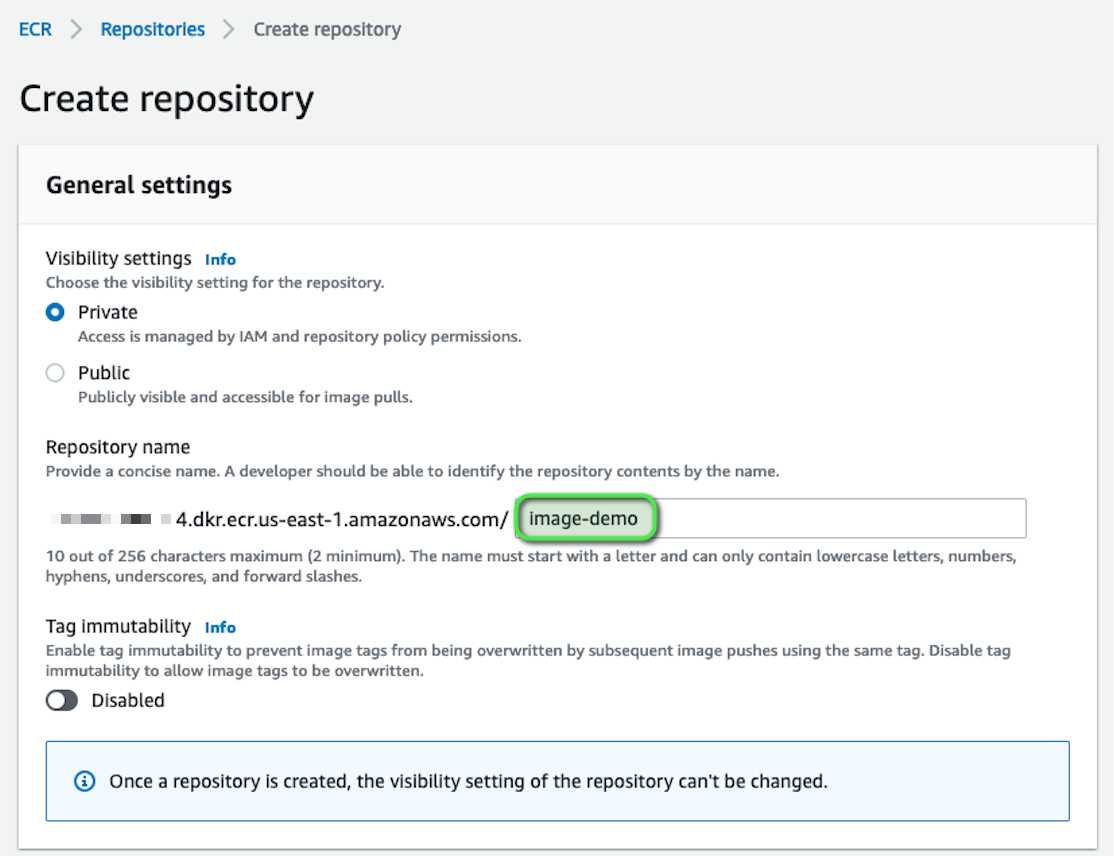 ECR > Repositories > Create repository
Create repository
General settings
Visibility settings Info
Choose the visibility setting for the repository.
Private
Access is managed by IAM and repository policy permissions.
Public
Publicly visible and accessible for image pulls.
Repository name
Provide a concise name. A developer should be able to identify the repository contents by the name.
4.dkr.ecr.us-east-1.amazonaws.com/ image-demo
10 out of 256 characters maximum (2 minimum). The name must start with a letter and can only contain lowercase letters, numbers,
hyphens, underscores, and forward slashes.
Tag immutability Info
Enable tag immutability to prevent image tags from being overwritten by subsequent image pushes using the same tag. Disable tag
immutability to allow image tags to be overwritten.
Disabled
Once a repository is created, the visibility setting of the repository can't be changed.